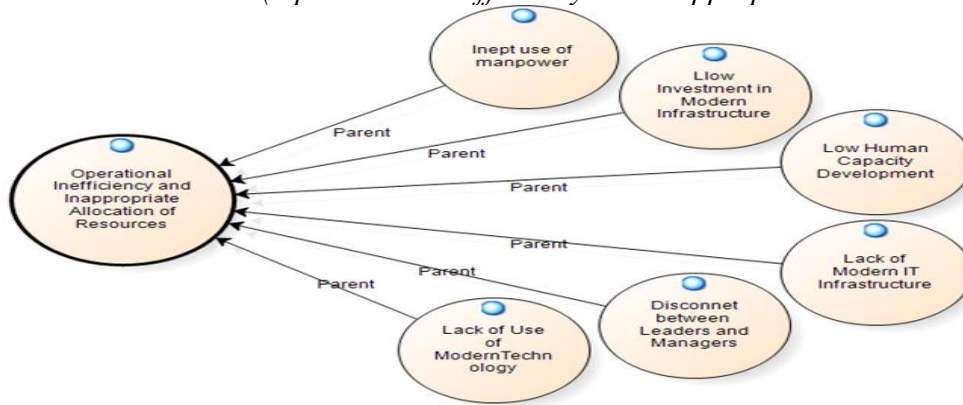 Inept use of
manpower
Llow
Investment in
Modern
Infrastructure
Parent
Parent
Low Human
Capacity
Development
Operational
Inefficiency and
Inappropriate
Allocation of
Resources
Parent
Parent
Lack of
Modern IT
Infrastructure
Parent
Parent
Disconnet
between
Leaders and
Managers
Lack of Use
of
ModernTechn
ology